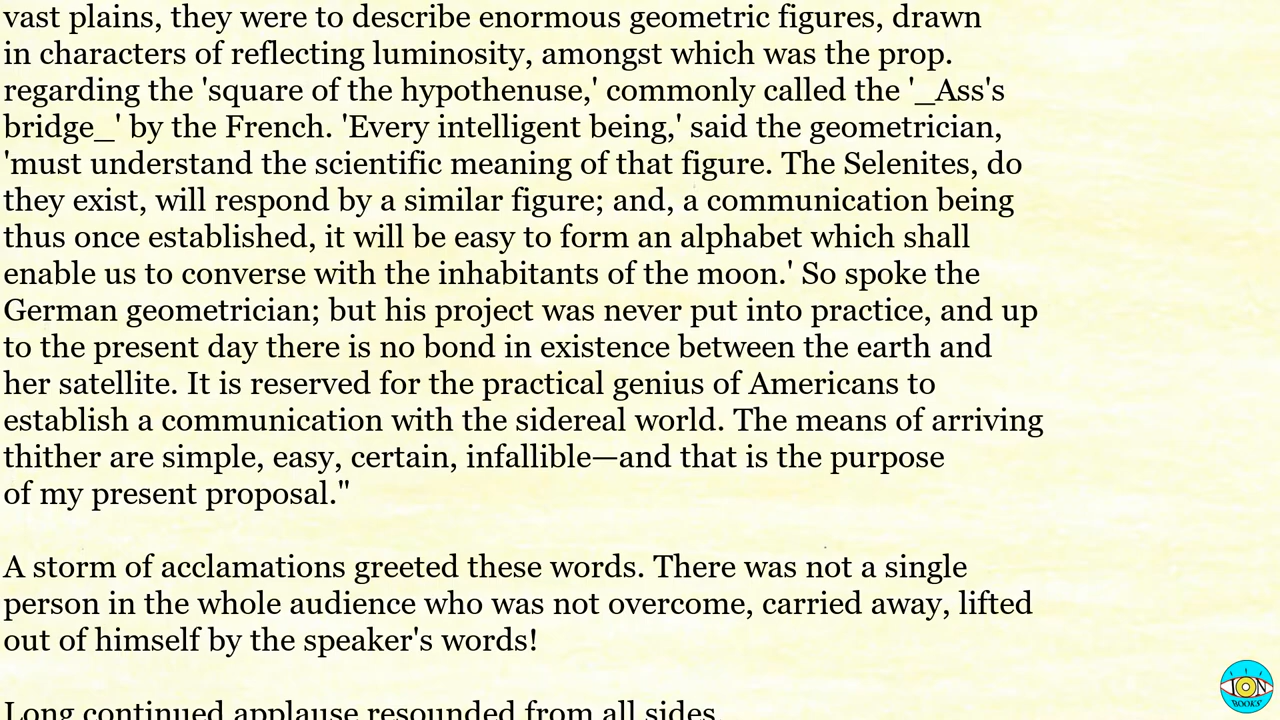 vast plains, they were to describe enormous geometric figures, drawn
in characters of reflecting luminosity, amongst which was the prop.
regarding the 'square of the hypothenuse,' commonly called the '_Ass's
bridge_' by the French. 'Every intelligent being,' said the geometrician,
'must understand the scientific meaning of that figure. The Selenites, do
they exist, will respond by a similar figure; and, a communication being
thus once established, it will be easy to form an alphabet which shall
enable us to converse with the inhabitants of the moon.' So spoke the
German geometrician; but his project was never put into practice, and up
to the present day there is no bond in existence between the earth and
her satellite. It is reserved for the practical genius of Americans to
establish a communication with the sidereal world. The means of arriving
thither are simple, easy, certain, infallible—and that is the purpose
of my present proposal."
A storm of acclamations greeted these words. There was not a single
person in the whole audience who was not overcome, carried away, lifted
out of himself by the speaker's words!
Long continued applause resounded from all sides.
ION
BOOKS